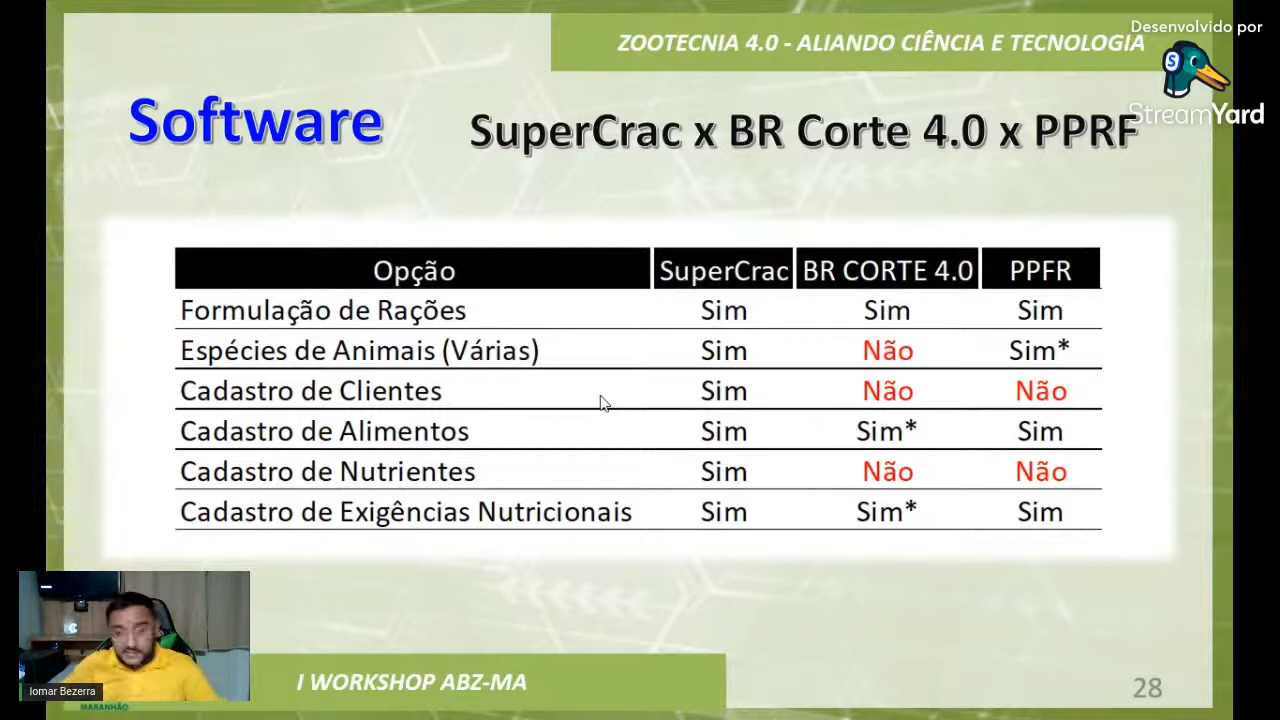 ZOOTECNIA 4.0 - ALIANDO CIÊNCIA E TECNOLOGIA
Desenvolvido por
S
StreamYard
Software
SuperCrac x BR Corte 4.0 x PPRF
Opção SuperCrac BR CORTE 4.0 PPFR
Formulação de Rações Sim Sim Sim
Espécies de Animais (Várias) Sim Não Sim*
Cadastro de Clientes Sim Não Não
Cadastro de Alimentos Sim Sim* Sim
Cadastro de Nutrientes Sim Não Não
Cadastro de Exigências Nutricionais Sim Sim* Sim
Iomar Bezerra
MARANHÃO
I WORKSHOP ABZ-MA
28